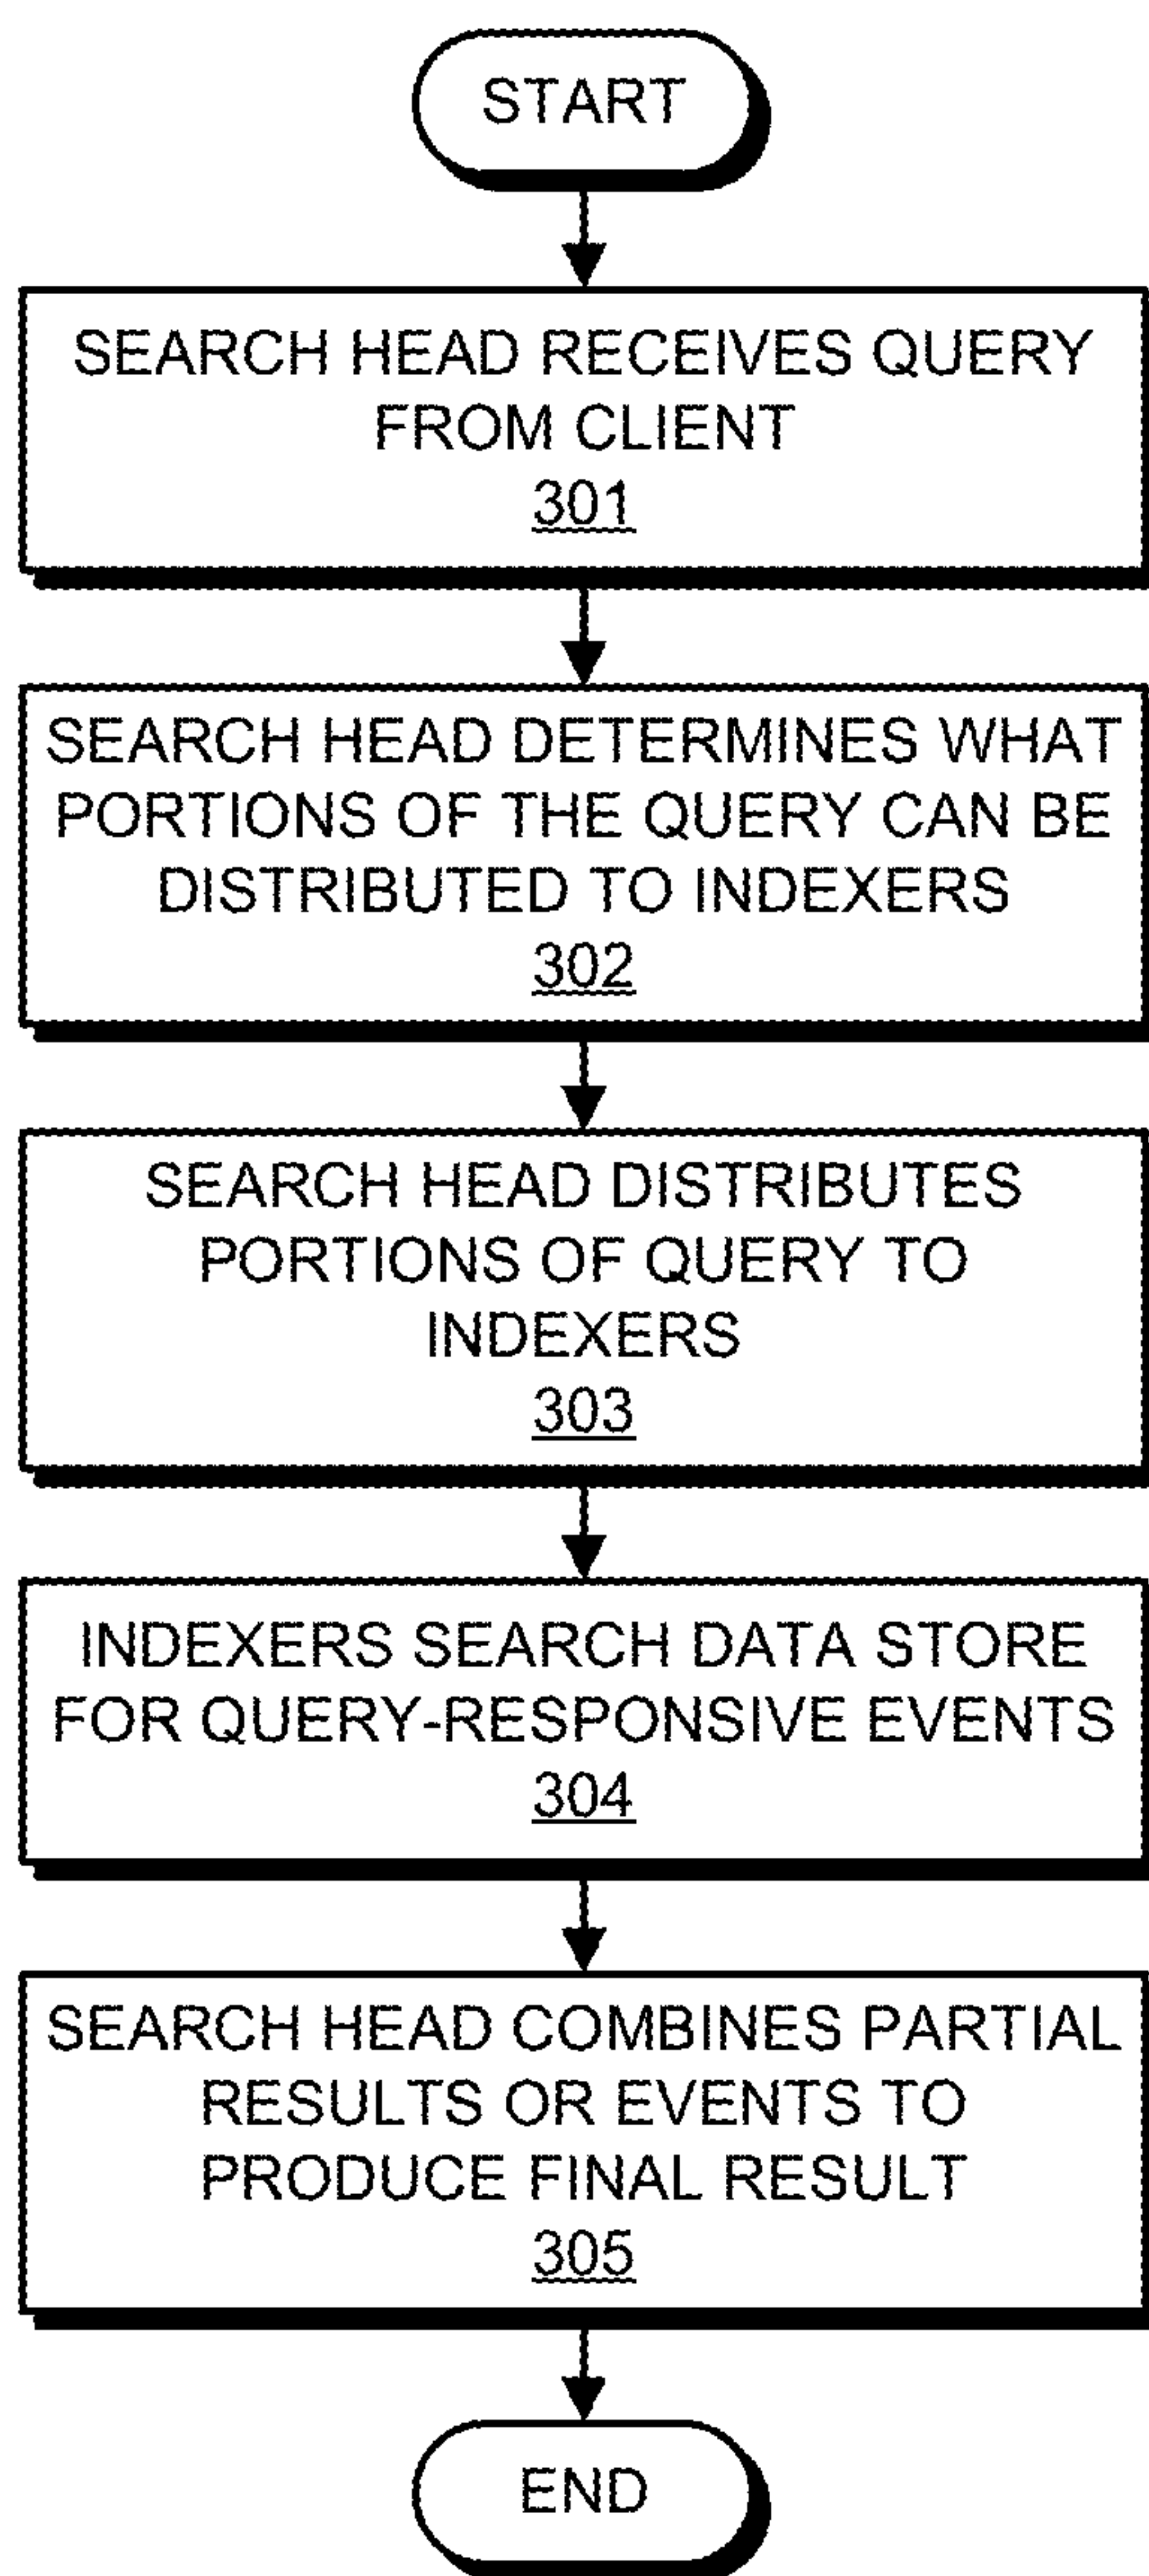 START
SEARCH HEAD RECEIVES QUERY
FROM CLIENT
301
SEARCH HEAD DETERMINES WHAT
PORTIONS OF THE QUERY CAN BE
DISTRIBUTED TO INDEXERS
302
SEARCH HEAD DISTRIBUTES
PORTIONS OF QUERY TO
INDEXERS
303
INDEXERS SEARCH DATA STORE
FOR QUERY-RESPONSIVE EVENTS
304
SEARCH HEAD COMBINES PARTIAL
RESULTS OR EVENTS TO
PRODUCE FINAL RESULT
305
END